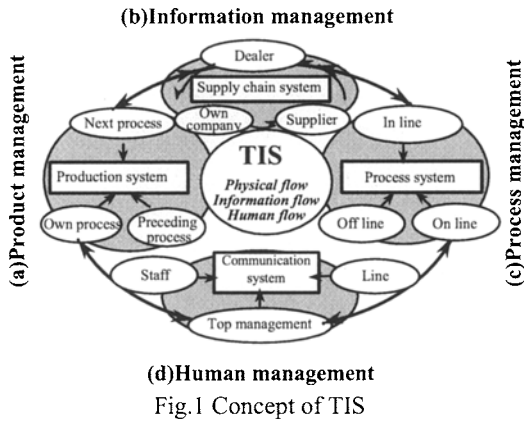 (b)Information management
(a)Product management
(c)Process management
Dealer
Supply chain system
Own
company
Supplier
Next process
In line
TIS
Physical flow
Information flow
Human flow
Production system
Process system
Own process
Preceding
process
Off line
On line
Staff
Communication
system
Line
Top management
(d)Human management
Fig.1 Concept of TIS